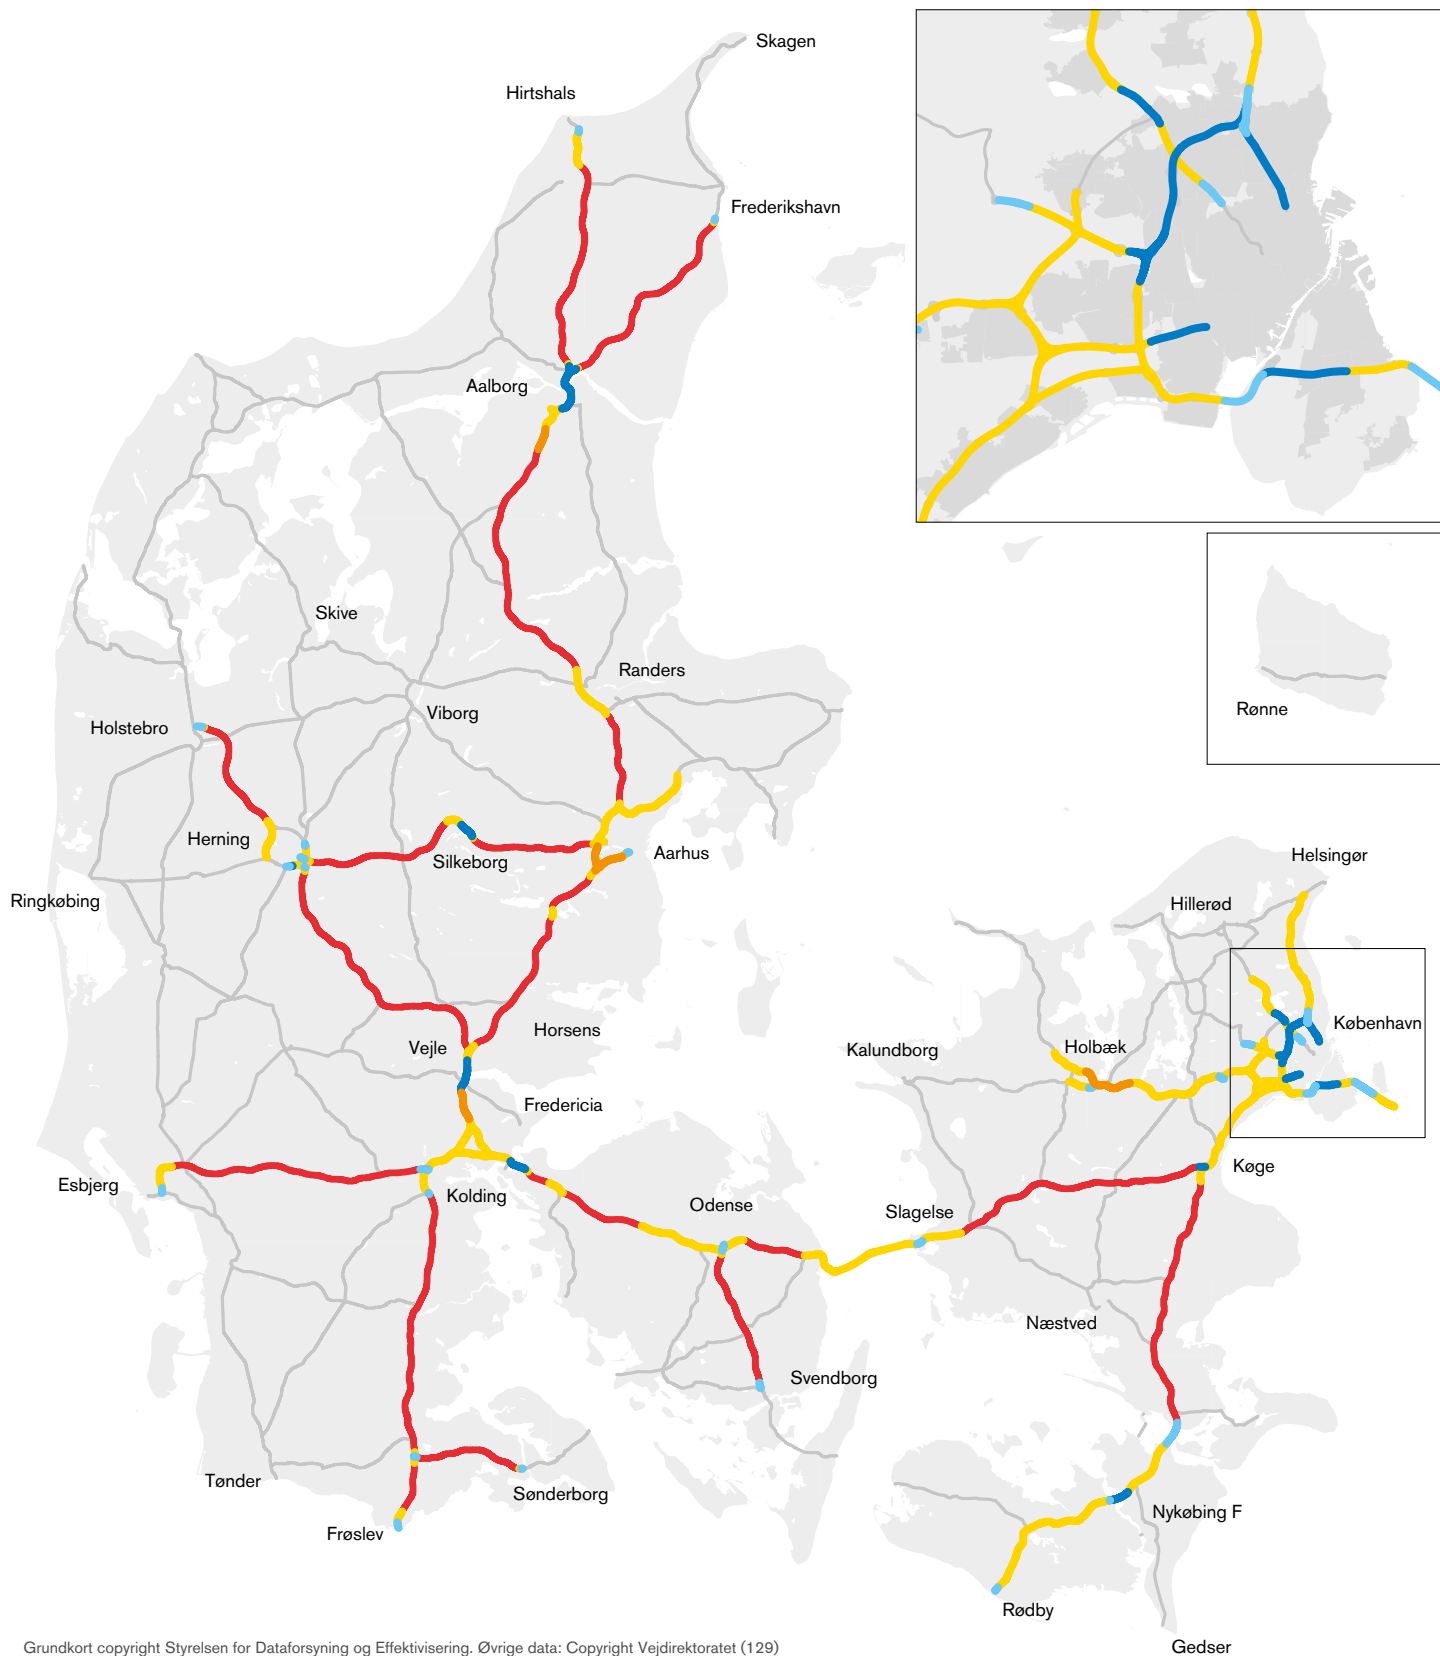 Skagen
Hirtshals
Frederikshavn
Aalborg
Skive
Randers
Rønne
Viborg
Holstebro
Herning
Aarhus
Silkeborg
Helsingør
Ringkøbing
Hillerød
København
Horsens
Vejle
Holbæk
Kalundborg
Fredericia
Køge
Esbjerg
Kolding
Odense
Slagelse
Næstved
Svendborg
Tønder
Sønderborg
Nykøbing F
Frøslev
Rødby
Gedser
Grundkort copyright Styrelsen for Dataforsyning og Effektivisering. Øvrige data: Copyright Vejdirektoratet (129)